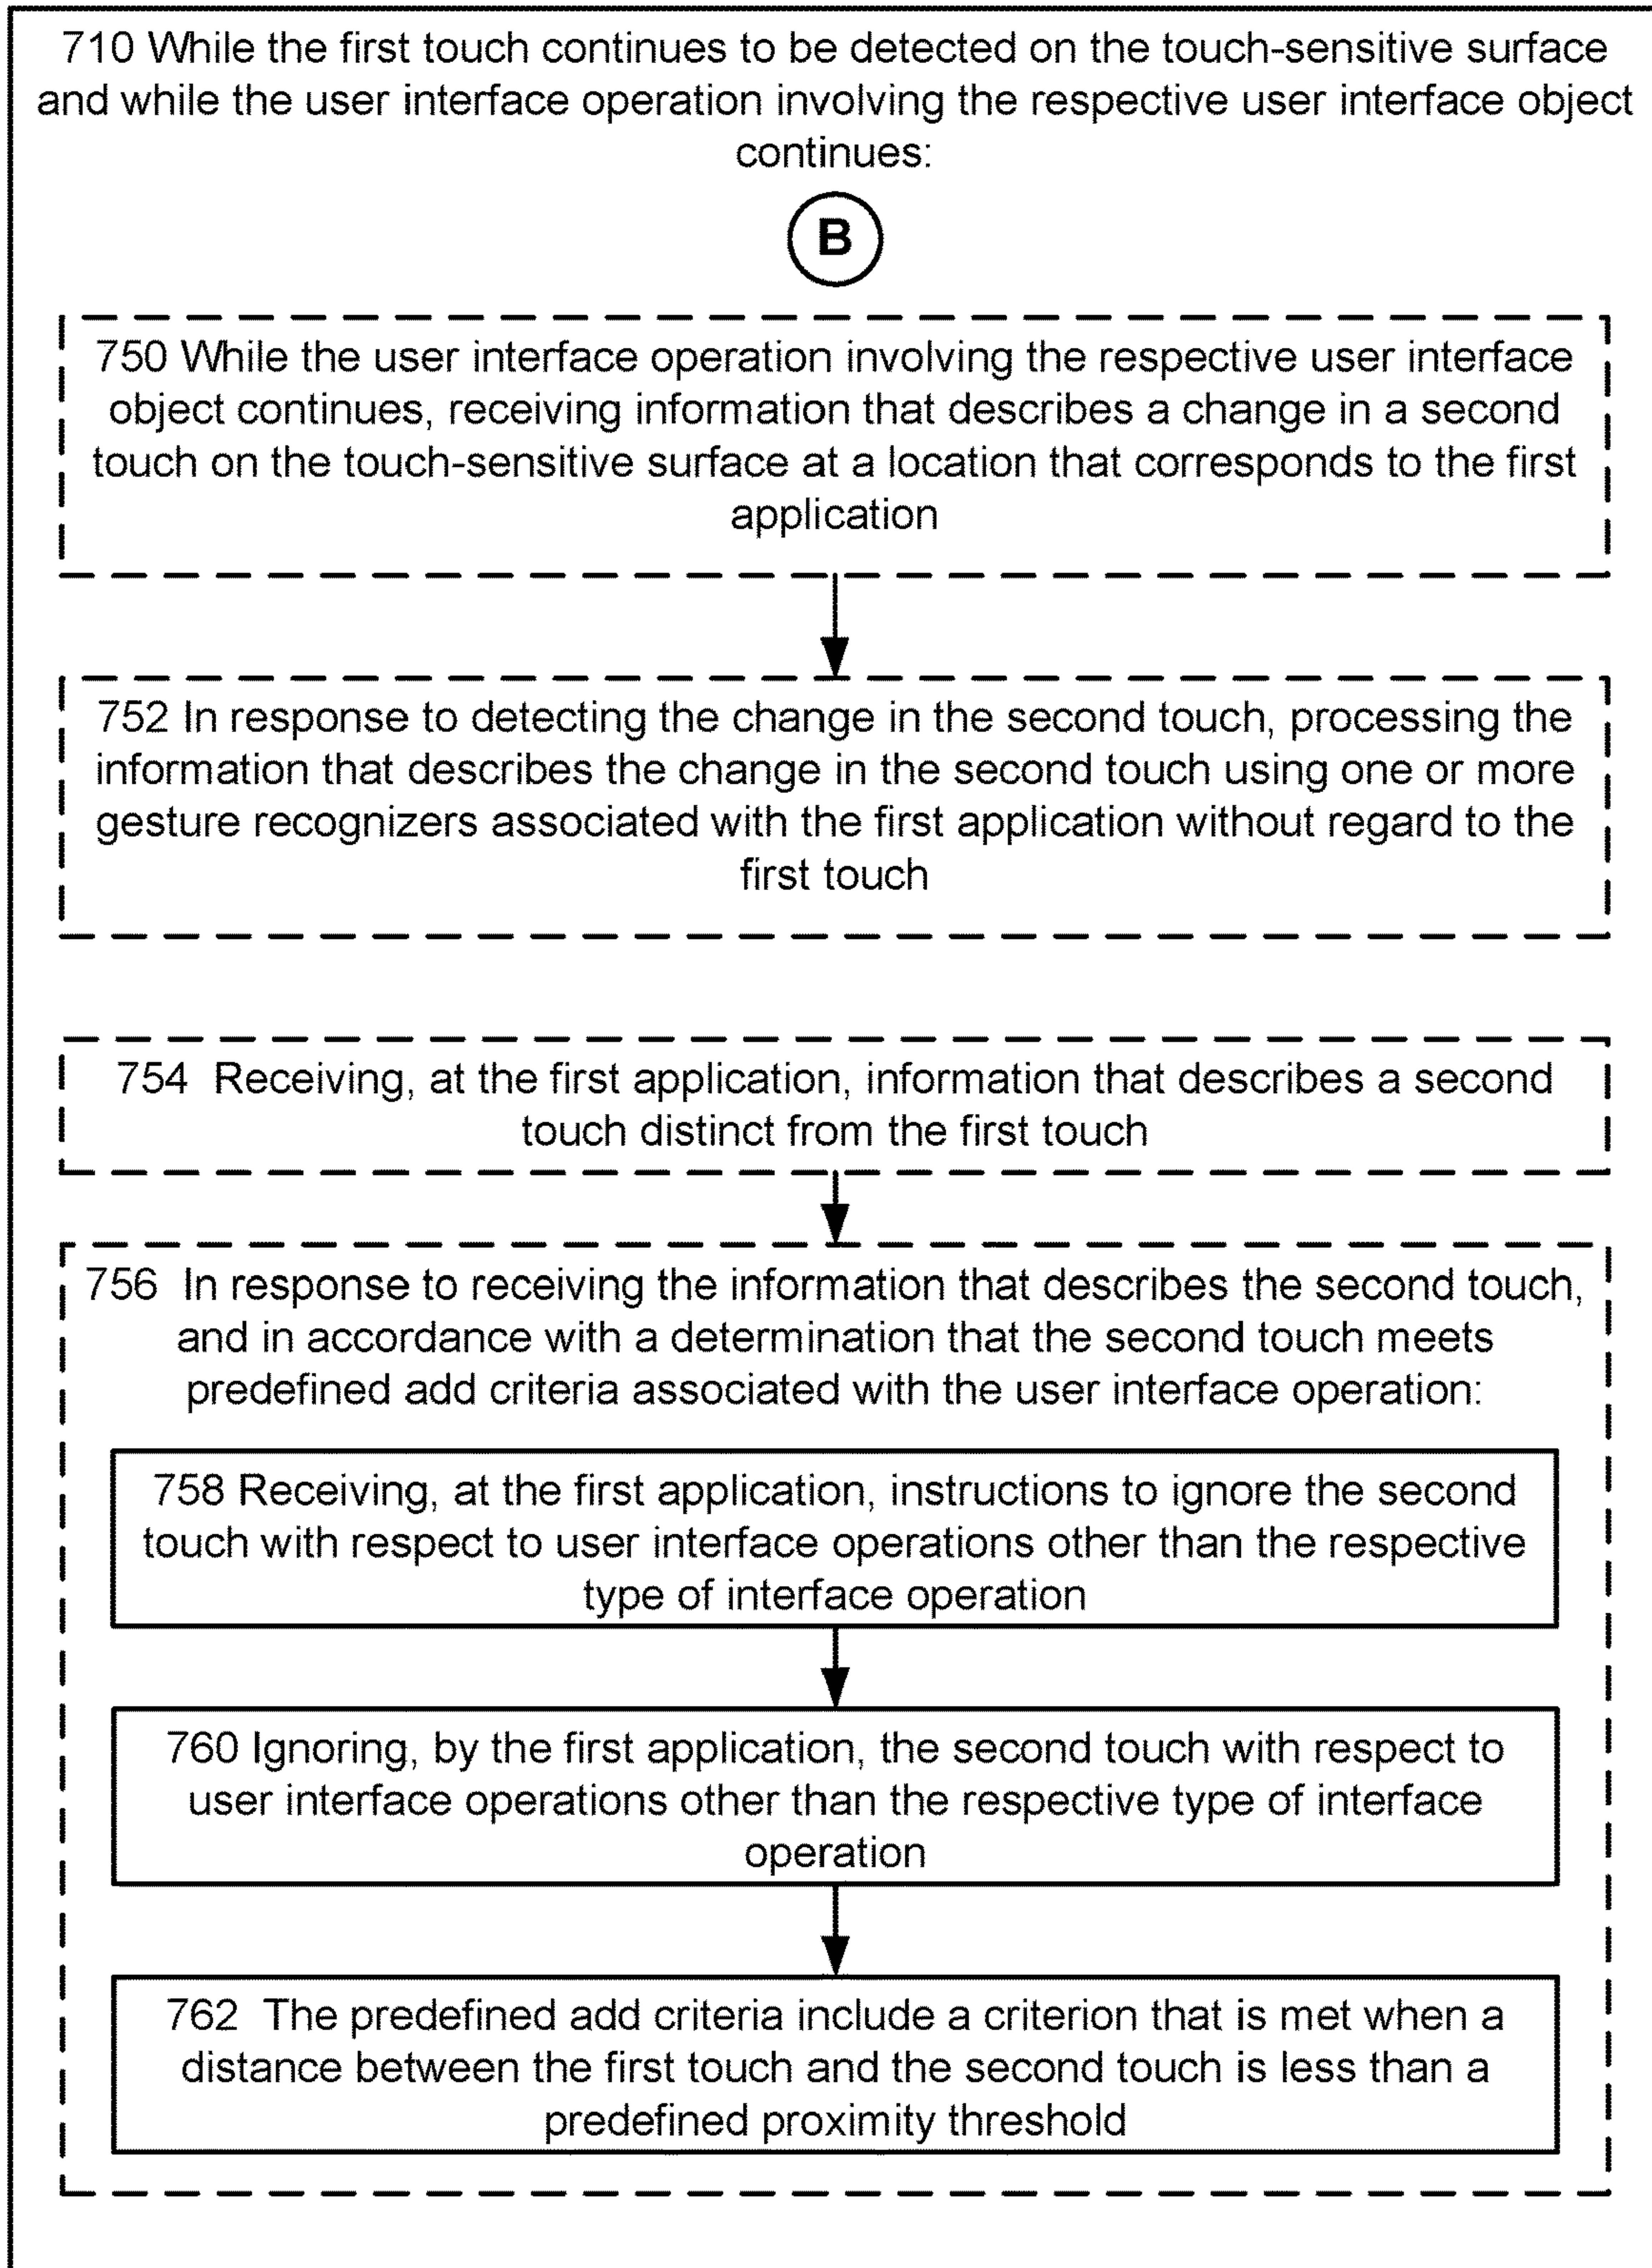 710 While the first touch continues to be detected on the touch-sensitive surface
and while the user interface operation involving the respective user interface object
continues:
B
750 While the user interface operation involving the respective user interface
object continues, receiving information that describes a change in a second
touch on the touch-sensitive surface at a location that corresponds to the first
application
752 In response to detecting the change in the second touch, processing the
information that describes the change in the second touch using one or more
gesture recognizers associated with the first application without regard to the
first touch
754 Receiving, at the first application, information that describes a second
touch distinct from the first touch
756 In response to receiving the information that describes the second touch,
and in accordance with a determination that the second touch meets
predefined add criteria associated with the user interface operation:
758 Receiving, at the first application, instructions to ignore the second
touch with respect to user interface operations other than the respective
type of interface operation
760 Ignoring, by the first application, the second touch with respect to
user interface operations other than the respective type of interface
operation
762 The predefined add criteria include a criterion that is met when a
distance between the first touch and the second touch is less than a
predefined proximity threshold